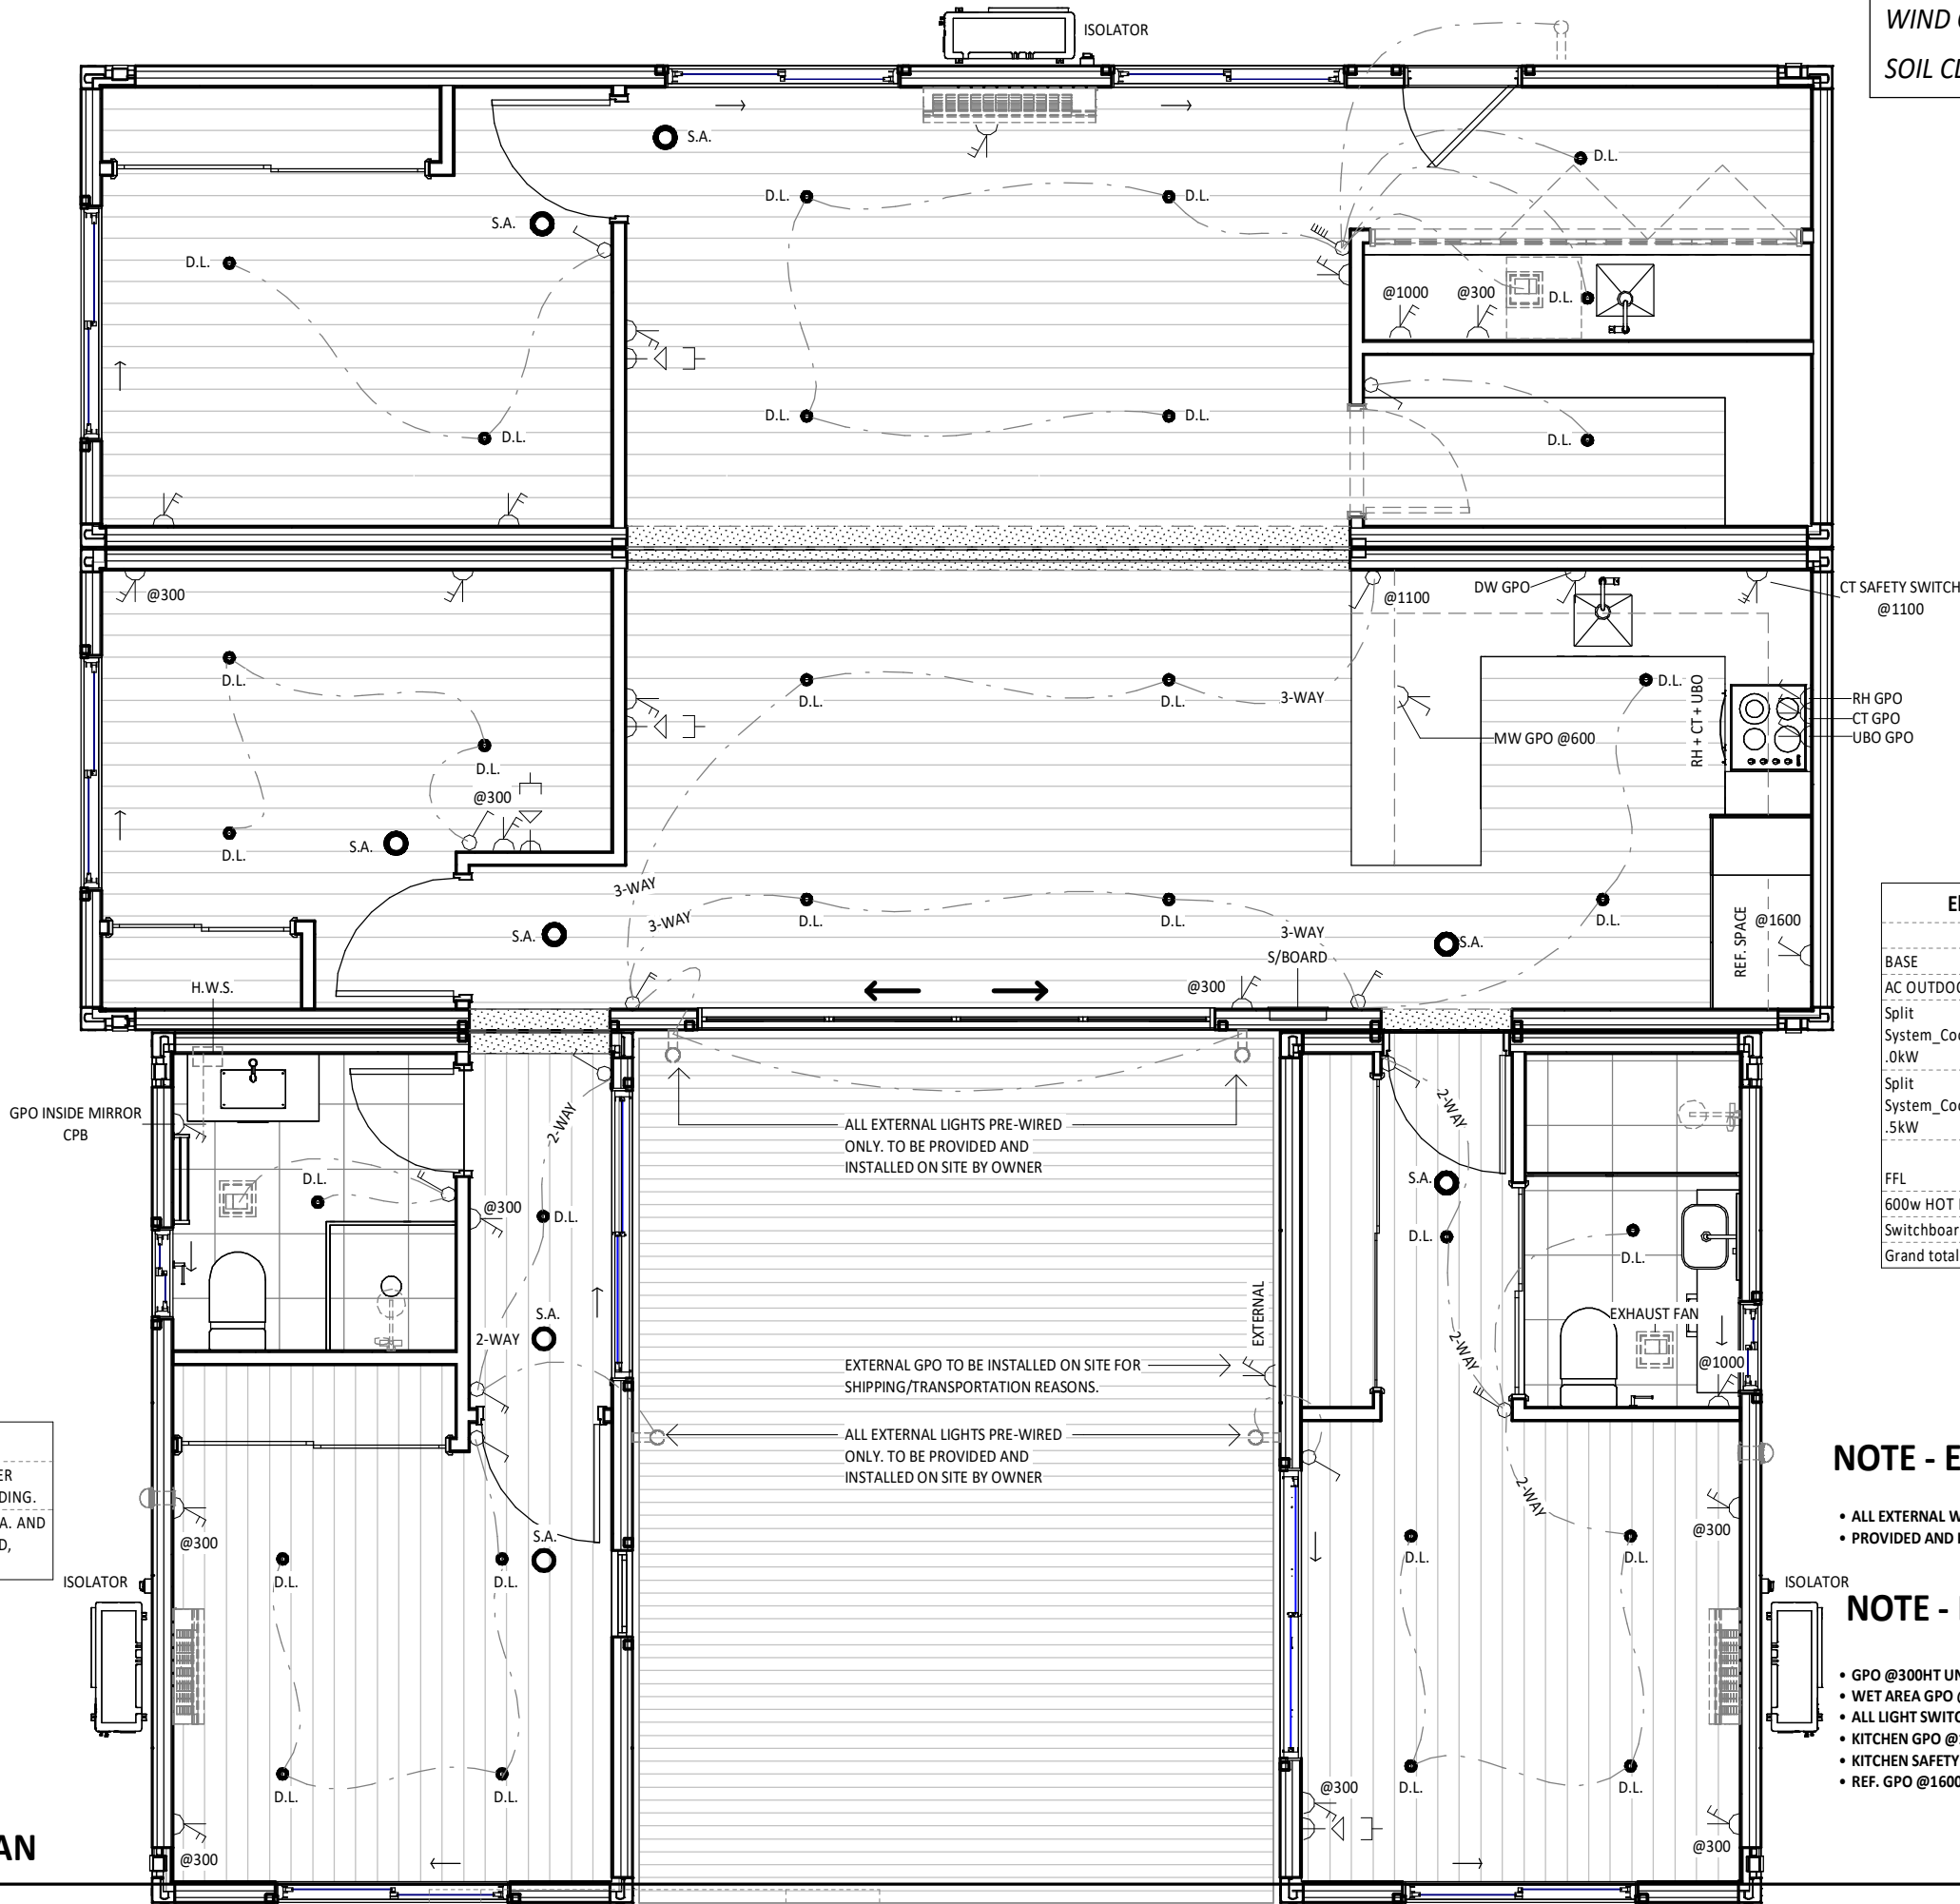 ISOLATOR
WIND
S.A.
D.L.
D.L.
D.L.
S.A.
D.L.
@1000
@300
D.L.
D.L.
D.L.
D.L.
D.L.
@300
@1100
DW GPO
CT SAFETY SWITCH
@1100
D.L.
D.L.
D.L.
3-WAY
D.L.
RH + CT + UBO
RH GPO
CT GPO
UBO GPO
MW GPO @600
D.L.
@300
D.L.
S.A.
3-WAY
3-WAY
D.L.
D.L.
D.L.
S.A.
3-WAY
S/BOARD
S.A.
REF. SPACE
@1600
H.W.S.
@300
BASE
AC OUTDOO
Split
.0kW
Split
.5kW
FFL
600w HOT
Switchboar
Grand total
GPO INSIDE MIRROR
CPB
2-WAY
ALL EXTERNAL LIGHTS PRE-WIRED
ONLY. TO BE PROVIDED AND
INSTALLED ON SITE BY OWNER
2-WAY
D.L.
@300
D.L.
S.A.
D.L.
D.L.
S.A.
2-WAY
EXTERNAL
2-WAY
EXHAUST FAN
@1000
EXTERNAL GPO TO BE INSTALLED ON SITE FOR
SHIPPING/TRANSPORTATION REASONS.
ALL EXTERNAL LIGHTS PRE-WIRED
ONLY. TO BE PROVIDED AND
INSTALLED ON SITE BY OWNER
ER
DING.
A. AND
D,
@300
S.A.
2-WAY
@300
NOTE - E
• ALL EXTERNAL W
• PROVIDED AND
ISOLATOR
D.L.
D.L.
D.L.
D.L.
ISOLATOR
NOTE -
• GPO @300HT UN
• WET AREA GPO
• ALL LIGHT SWITC
• KITCHEN GPO @
• KITCHEN SAFETY
• REF. GPO @1600
D.L.
D.L.
@300
D.L.
D.L.
AN
@300
@300